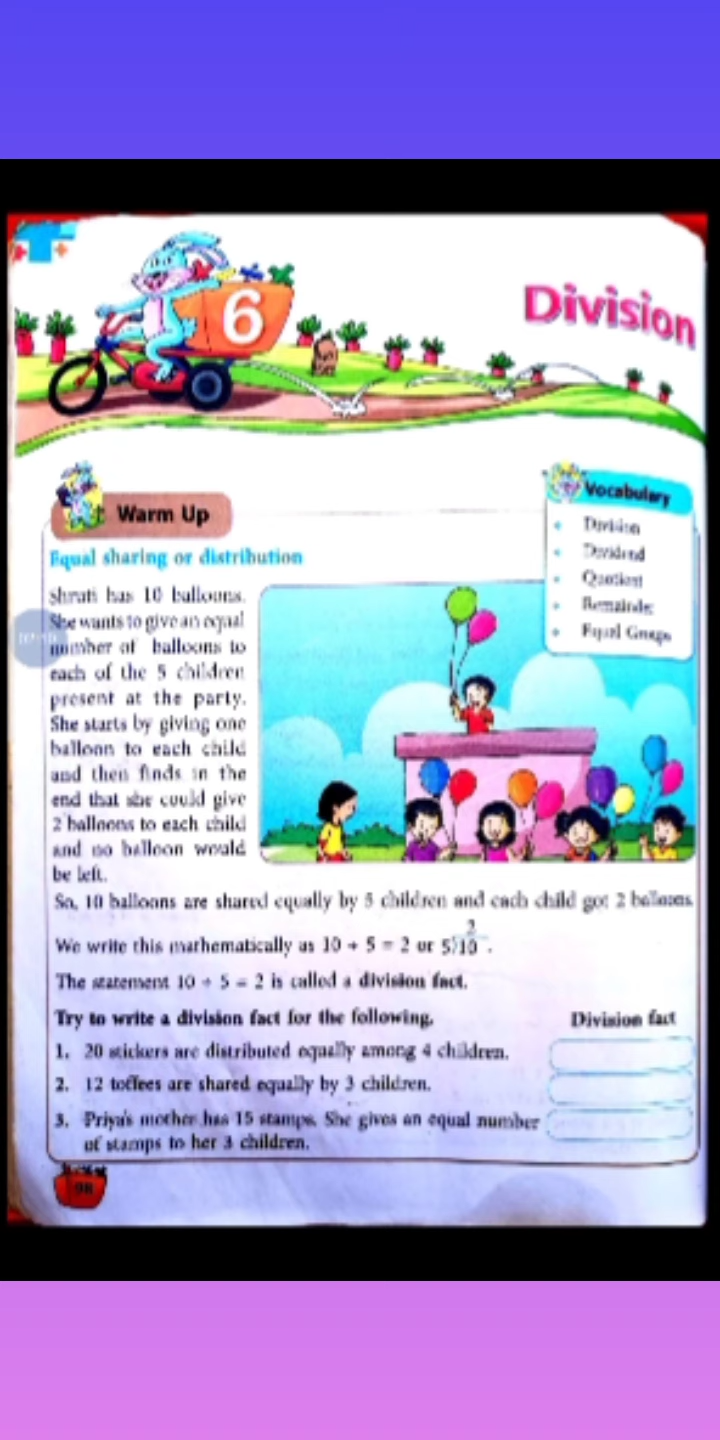 6
Division
Warm Up
Vocabulary
Division
Dividend
Quotient
Remainder
Equal Groups
Equal sharing or distribution
Shruti has 10 balloons.
She wants to give an equal
number of balloons to
each of the 5 children
present at the party.
She starts by giving one
balloon to each child
and then finds in the
end that she could give
2 balloons to each child
and no balloon would
be left.
So, 10 balloons are shared equally by 5 children and each child got 2 balloons.
2
We write this mathematically as 10 ÷ 5 = 2 or 5)10 .
The statement 10 ÷ 5 = 2 is called a division fact.
Try to write a division fact for the following.
Division fact
1. 20 stickers are distributed equally among 4 children.
2. 12 toffees are shared equally by 3 children.
3. Priya's mother has 15 stamps. She gives an equal number
of stamps to her 3 children.
98